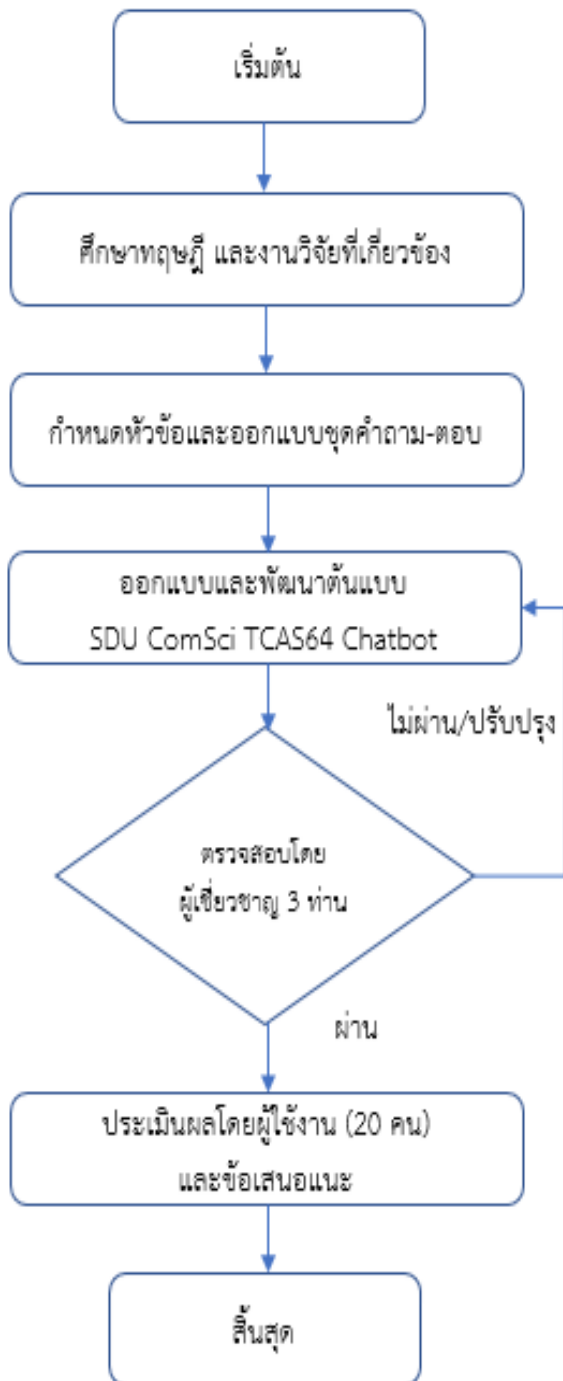 เริ่มต้น
ศึกษาทฤษฎี และงานวิจัยที่เกี่ยวข้อง
กำหนดหัวข้อและออกแบบชุดคำถาม-ตอบ
ออกแบบและพัฒนาต้นแบบ
SDU ComSci TCAS64 Chatbot
ไม่ผ่าน/ปรับปรุง
ตรวจสอบโดย
ผู้เชี่ยวชาญ 3 ท่าน
ผ่าน
ประเมินผลโดยผู้ใช้งาน (20 คน)
และข้อเสนอแนะ
สิ้นสุด